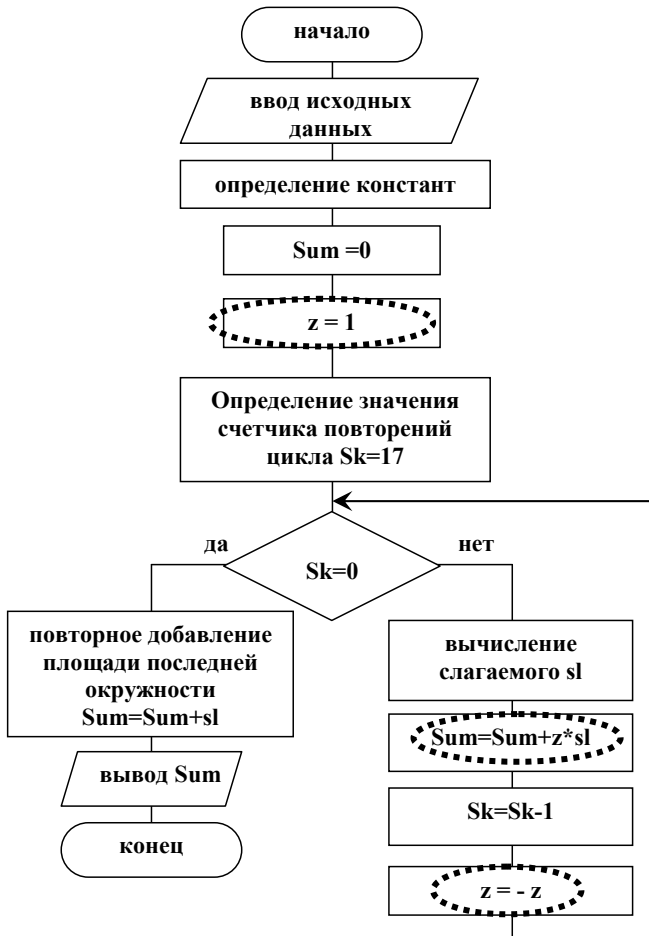 начало
ввод исходных
данных
определение констант
Sum =0
z = 1
Определение значения
счетчика повторений
цикла Sk=17
да
нет
Sk=0
повторное добавление
площади последней
окружности
Sum=Sum+sl
вывод Sum
конец
вычисление
слагаемого sl
Sum=Sum+z*sl
Sk=Sk-1
z = - z